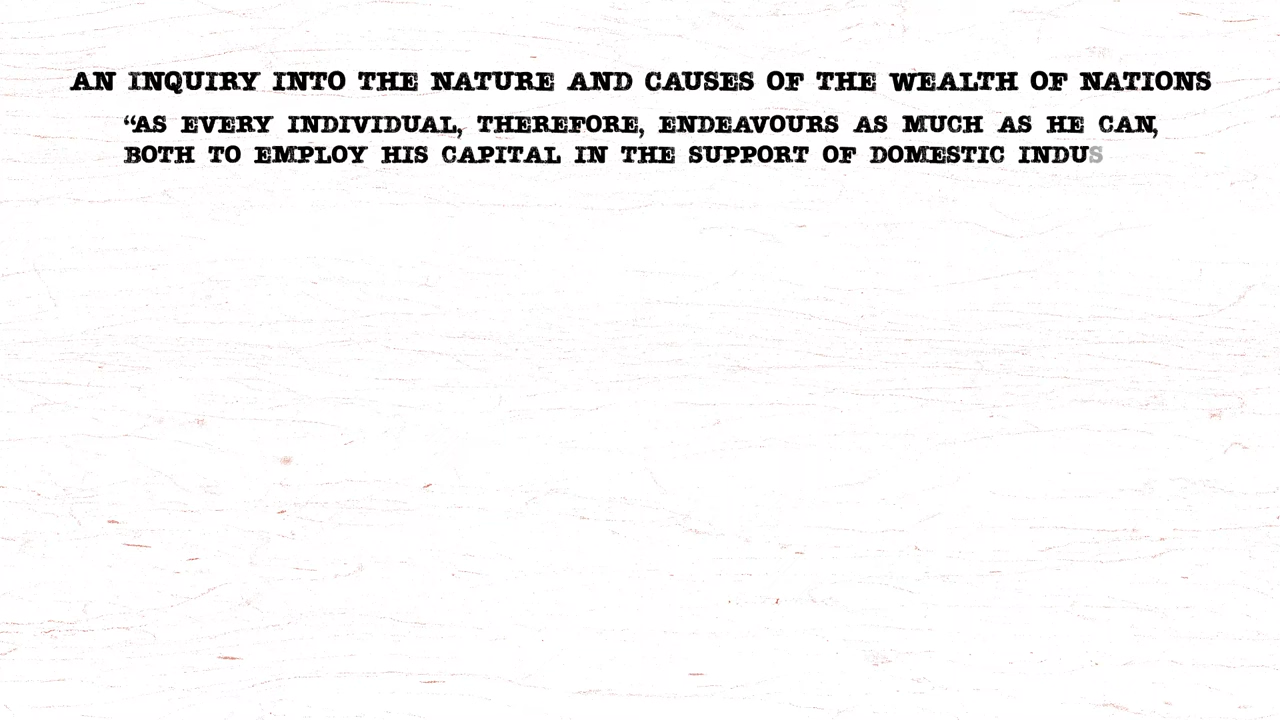 AN INQUIRY INTO THE NATURE AND CAUSES OF THE WEALTH OF NATIONS
“AS EVERY INDIVIDUAL, THEREFORE, ENDEAVOURS AS MUCH AS HE CAN,
BOTH TO EMPLOY HIS CAPITAL IN THE SUPPORT OF DOMESTIC INDUS